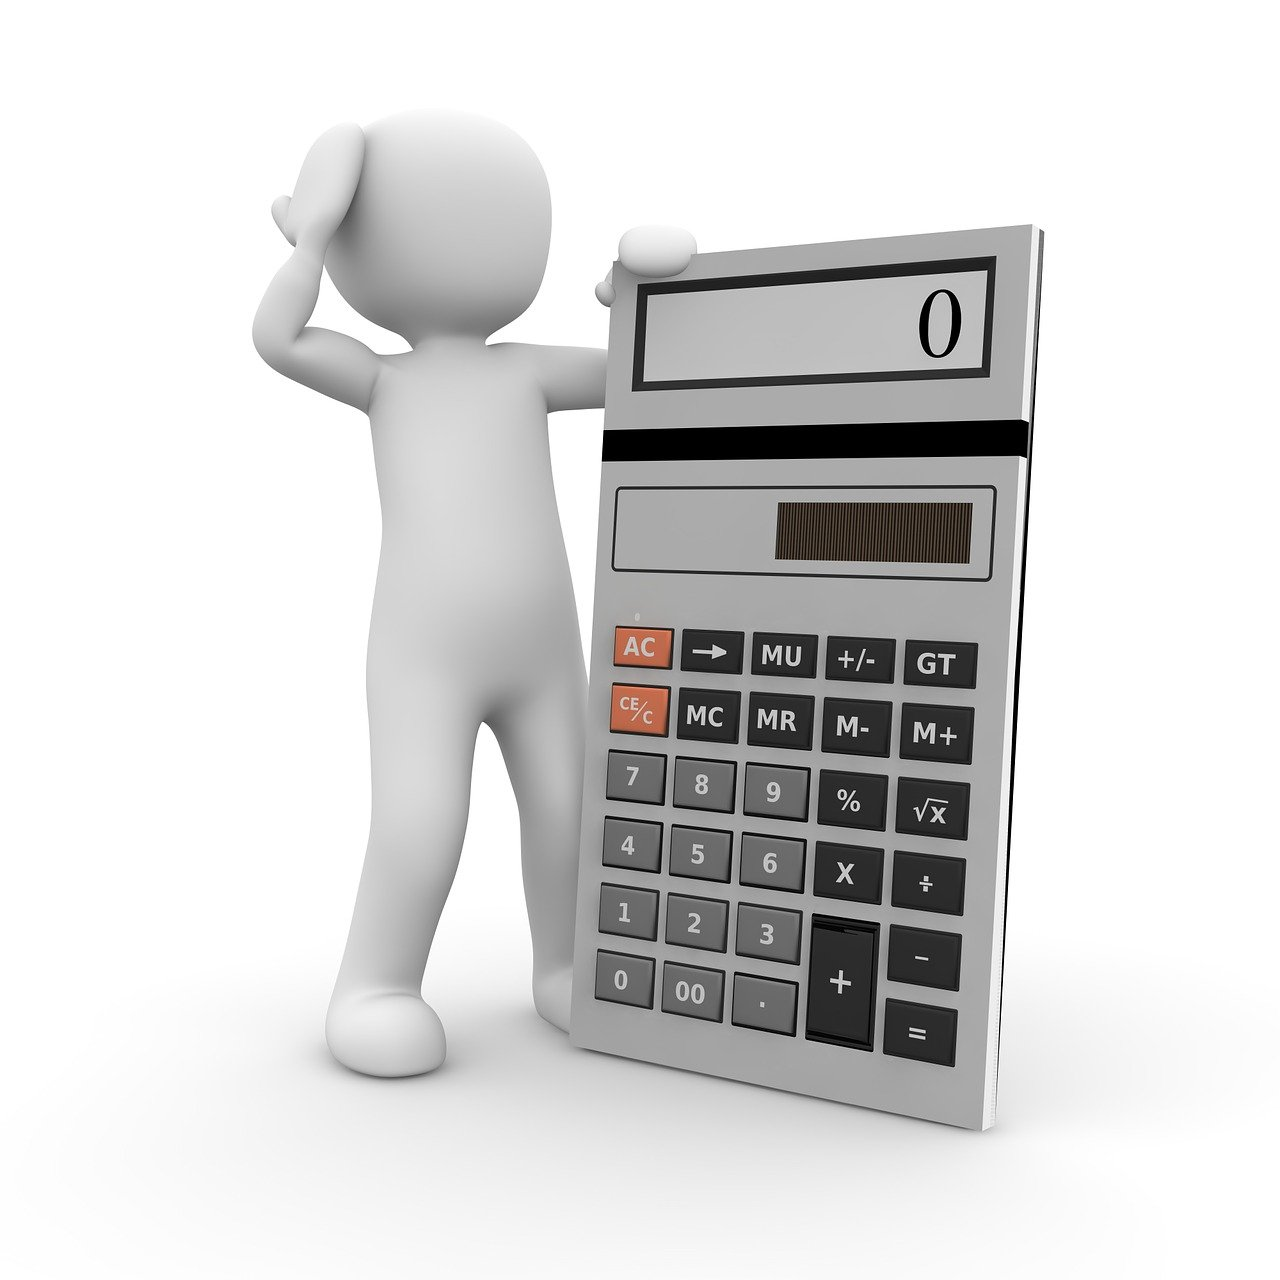 0
AC → MU +/- GT
CE/C MC MR M- M+
7 8 9 % √x
4 5 6 X ÷
1 2 3 + −
0 00 . =